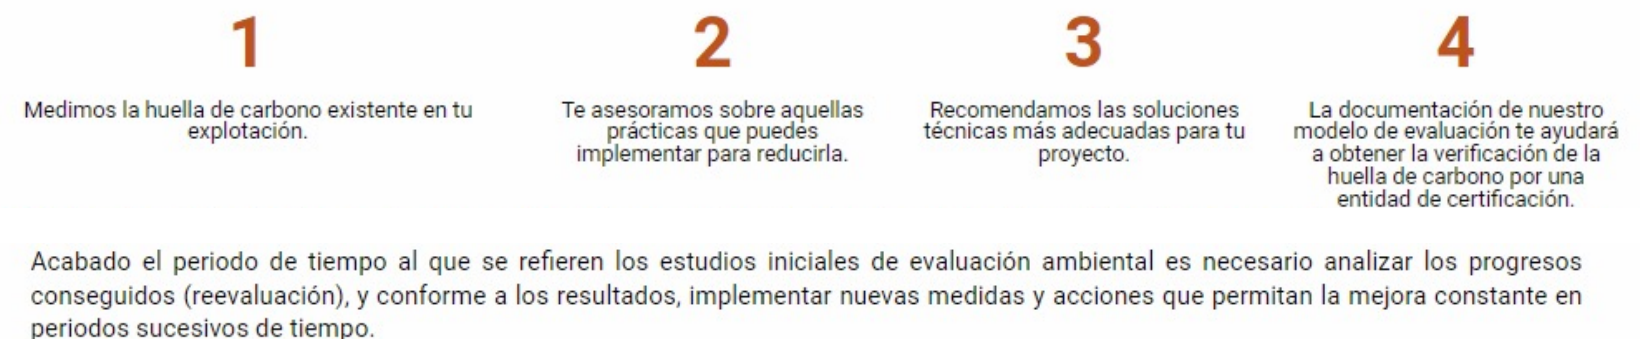 1
Medimos la huella de carbono existente en tu
explotación.
2
Te asesoramos sobre aquellas
prácticas que puedes
implementar para reducirla.
3
Recomendamos las soluciones
técnicas más adecuadas para tu
proyecto.
4
La documentación de nuestro
modelo de evaluación te ayudará
a obtener la verificación de la
huella de carbono por una
entidad de certificación.
Acabado el periodo de tiempo al que se refieren los estudios iniciales de evaluación ambiental es necesario analizar los progresos
conseguidos (reevaluación), y conforme a los resultados, implementar nuevas medidas y acciones que permitan la mejora constante en
periodos sucesivos de tiempo.